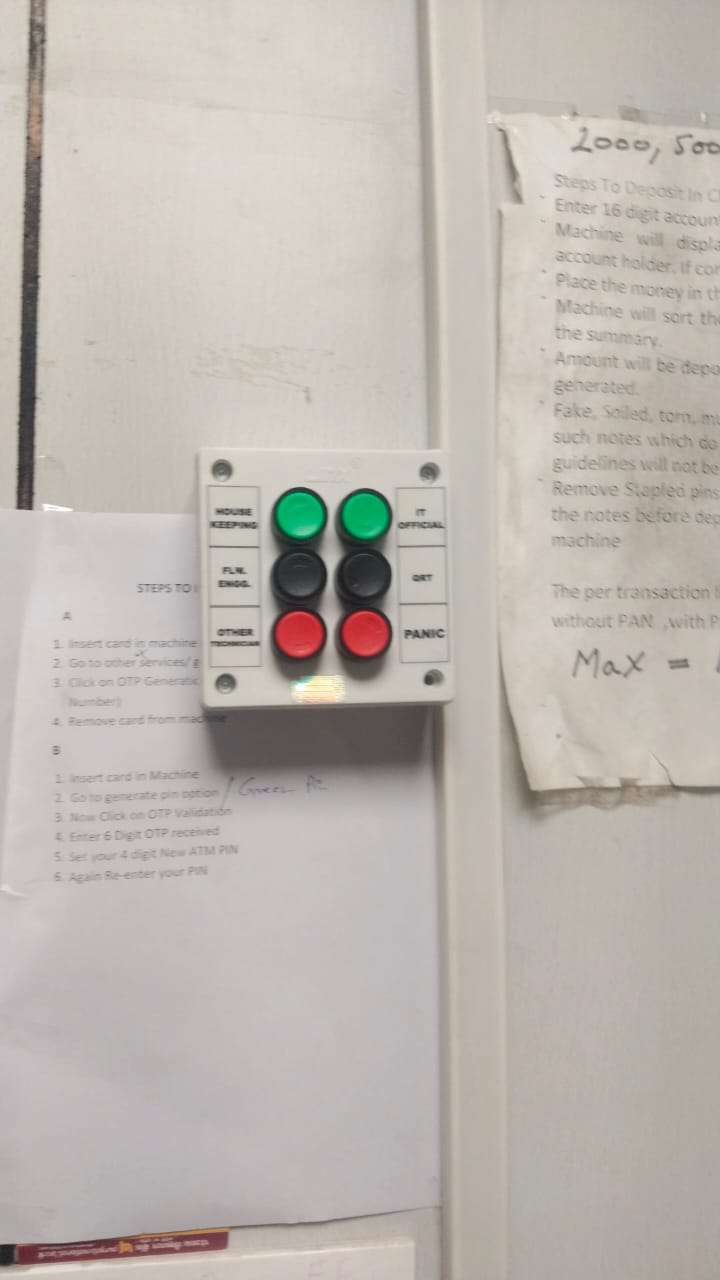 2000, 500
Steps To Deposit In C
Enter 16 digit accoun
Machine will displa
account holder. If cor
Place the money in th
Machine will sort the
the summary.
Amount will be depo
generated.
Fake, Soiled, torn, mu
such notes which do
guidelines will not be
Remove Stapled pins
the notes before dep
machine
The per transaction l
without PAN ,with P
Max =
HOUSE KEEPING
IT OFFICIAL
FLM. ENGG.
QRT
OTHER TECHNICIAN
PANIC
STEPS TO
A
1. Insert card in machine
2. Go to other services/ g
3. Click on OTP Generatio
Number)
4. Remove card from machine
B
1. Insert card in Machine
2. Go to generate pin option / Green
3. Now Click on OTP Validation
4. Enter 6 Digit OTP received
5. Set your 4 digit New ATM PIN
6. Again Re-enter your PIN